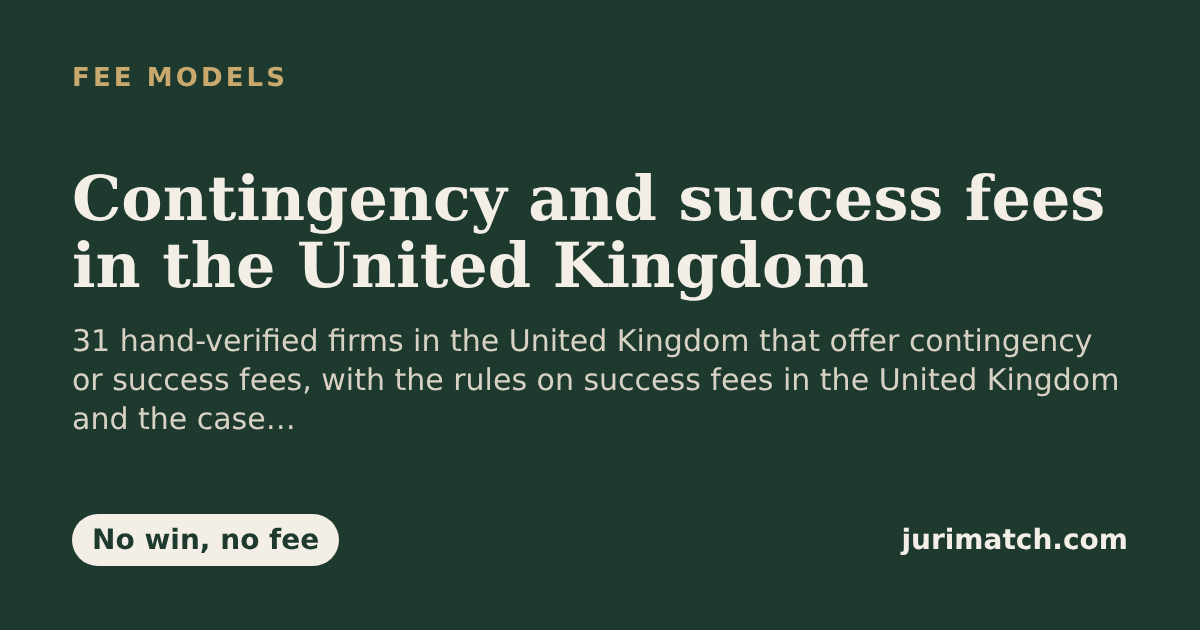 FEE MODELS
Contingency and success fees
in the United Kingdom
31 hand-verified firms in the United Kingdom that offer contingency
or success fees, with the rules on success fees in the United Kingdom
and the case…
No win, no fee
jurimatch.com